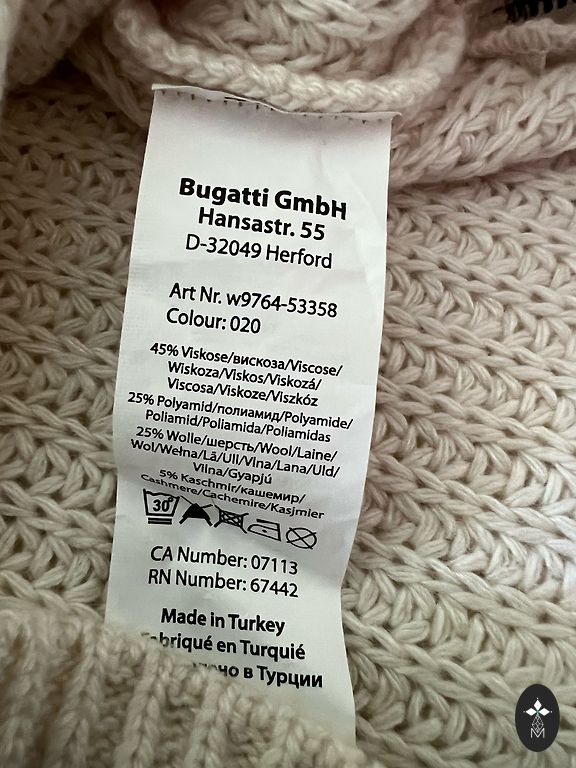 Bugatti GmbH
Hansastr. 55
D-32049 Herford
Art Nr. w9764-53358
Colour: 020
45% Viskose/вискоза/Viscose/
Wiskoza/Viskos/Viskozá/
Viscosa/Viskoze/Viszkóz
25% Polyamid/полиамид/Polyamide/
Poliamid/Poliamida/Poliamidas
25% Wolle/шерсть/Wool/Laine/
Wol/Wełna/Lã/Ull/Vlna/Lana/Uld/
Vilna/Gyapjú
5% Kaschmir/кашемир/
Cashmere/Cachemire/Kasjmier
30°
CA Number: 07113
RN Number: 67442
Made in Turkey
en Turquié
в Турции
M